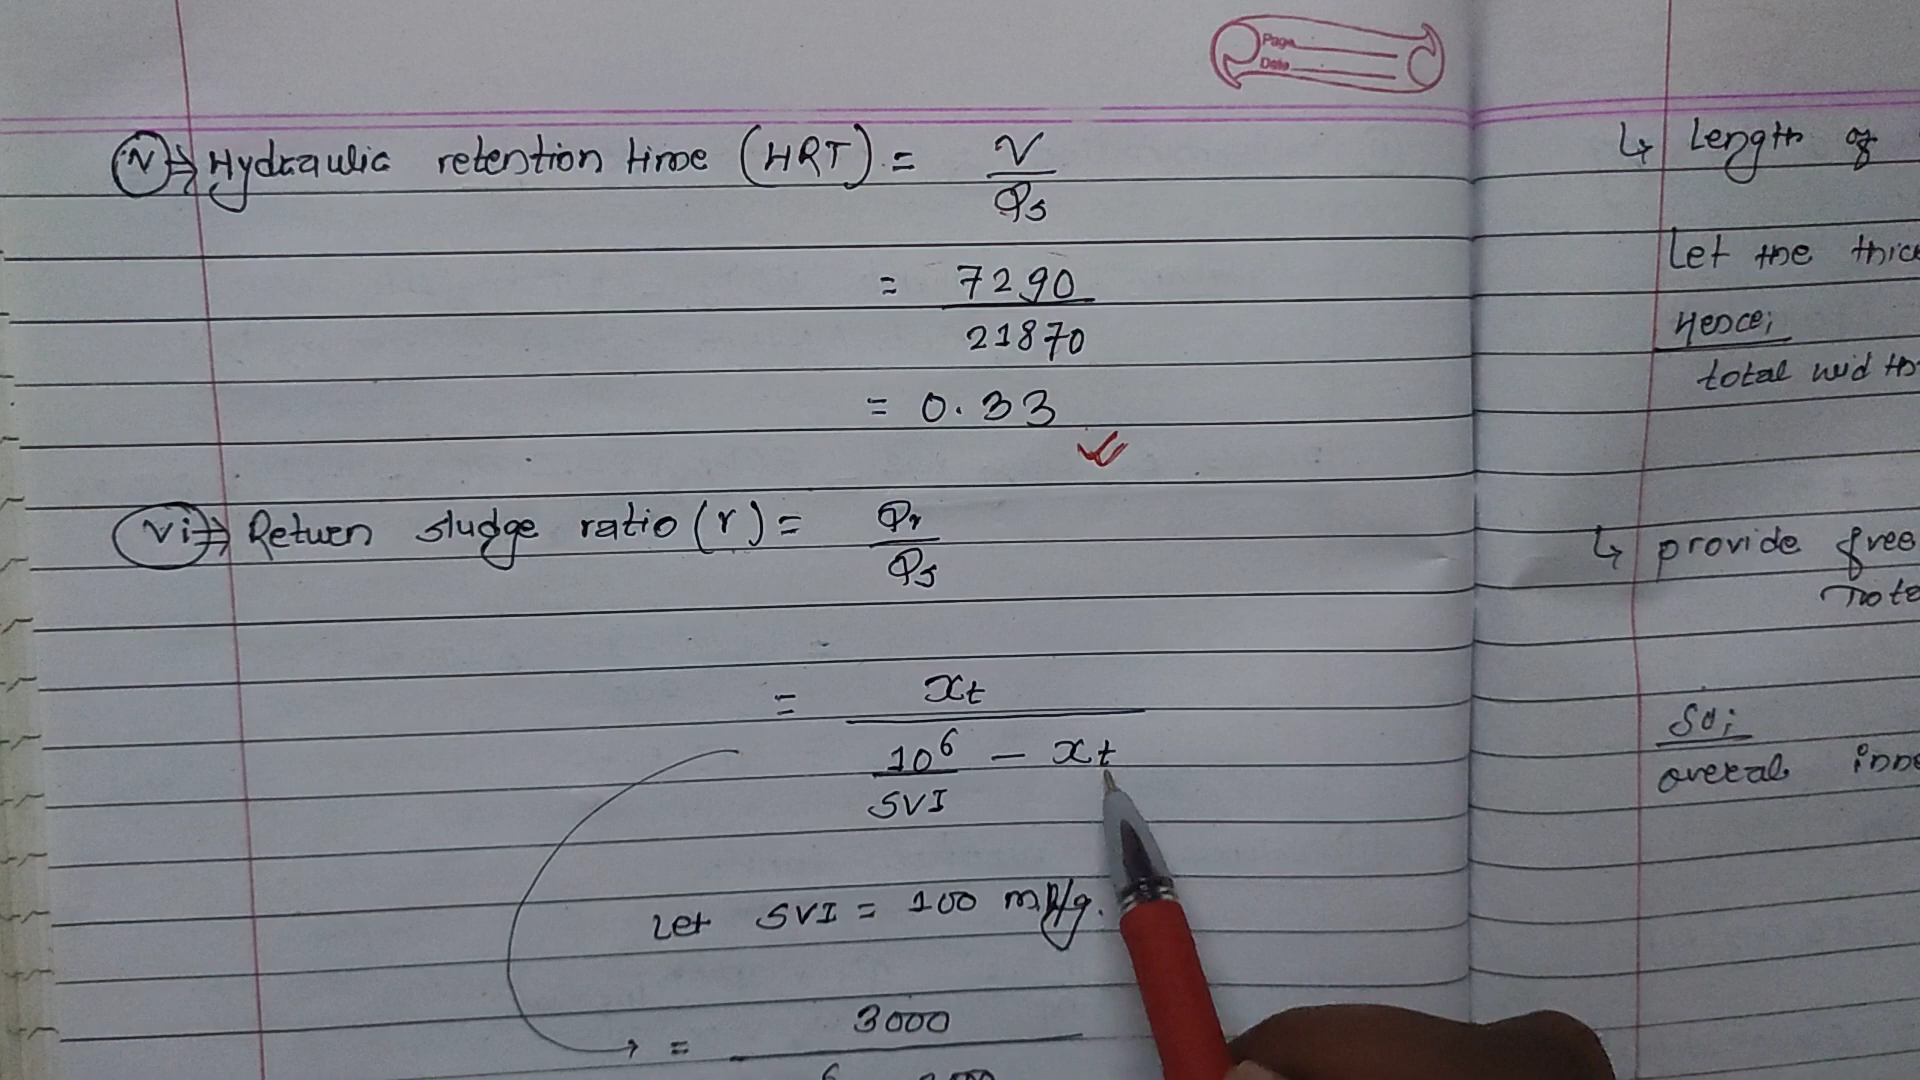 Page
Date
(v) ⇒ Hydraulic retention time (HRT) = V / Qs
= 7290 / 21870
= 0.33
(vi) ⇒ Return sludge ratio (r) = Qr / Qs
= xt / (10^6 / SVI − xt)
Let SVI = 100 ml/g.
→ = 3000
↳ Length of
Let the thic
Hence;
total width
↳ provide free
note
So;
overal inne